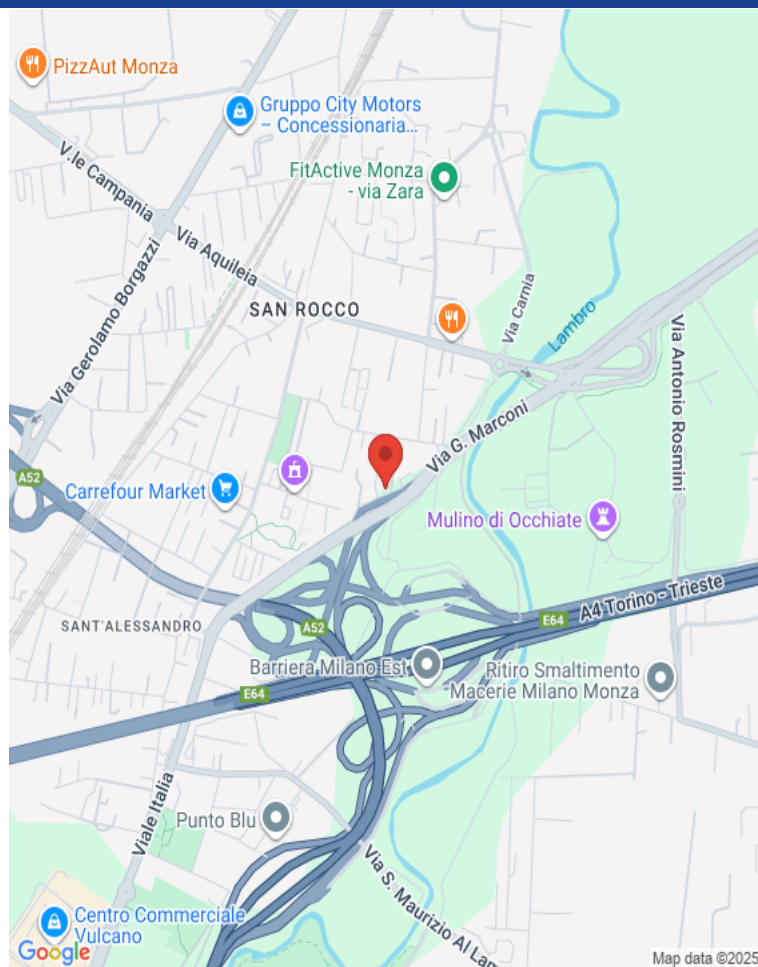 PizzAut Monza
Gruppo City Motors
– Concessionaria...
FitActive Monza
- via Zara
V.le Campania
Via Aquileia
Via Gerolamo Borgazzi
SAN ROCCO
Via Carnia
Lambro
Via Antonio Rosmini
Via G. Marconi
A52
Carrefour Market
Mulino di Occhiate
A4 Torino - Trieste
E64
SANT'ALESSANDRO
A52
Barriera Milano Est
Ritiro Smaltimento
Macerie Milano Monza
E64
Viale Italia
Punto Blu
Via S. Maurizio Al Lam
Centro Commerciale
Vulcano
Google
Map data ©2025